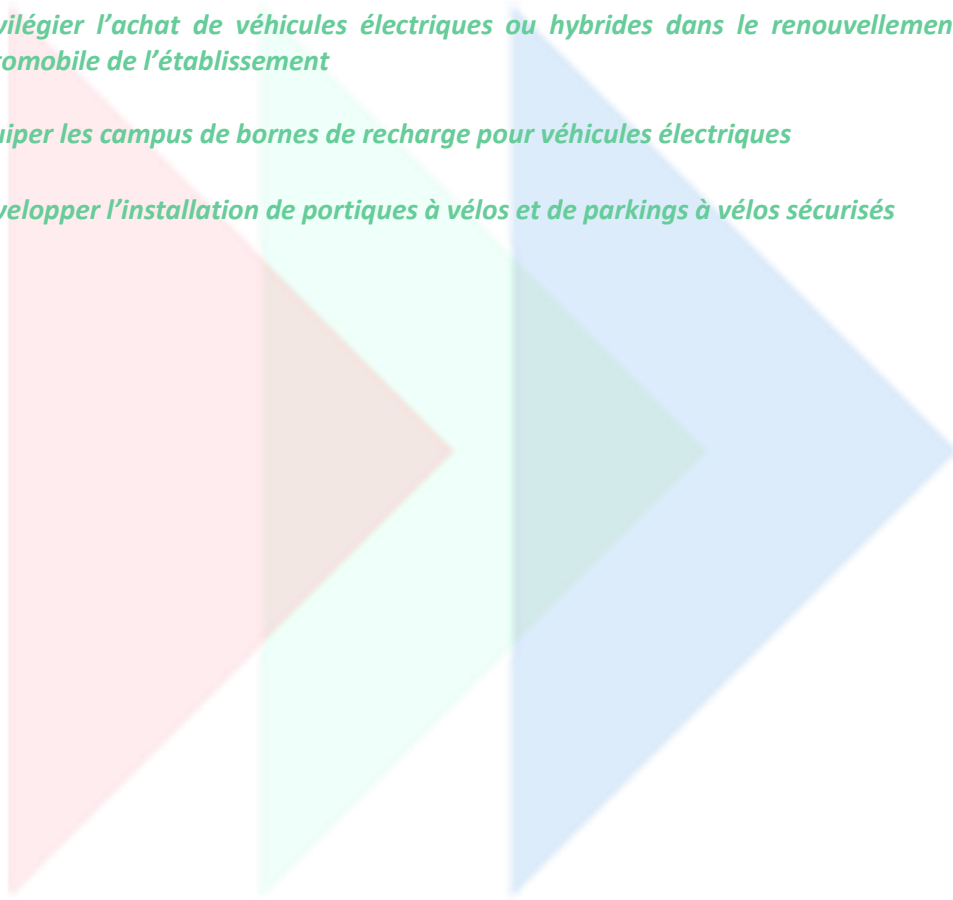 vilégier l’achat de véhicules électriques ou hybrides dans le renouvellemen
omobile de l’établissement
uiper les campus de bornes de recharge pour véhicules électriques
velopper l’installation de portiques à vélos et de parkings à vélos sécurisés